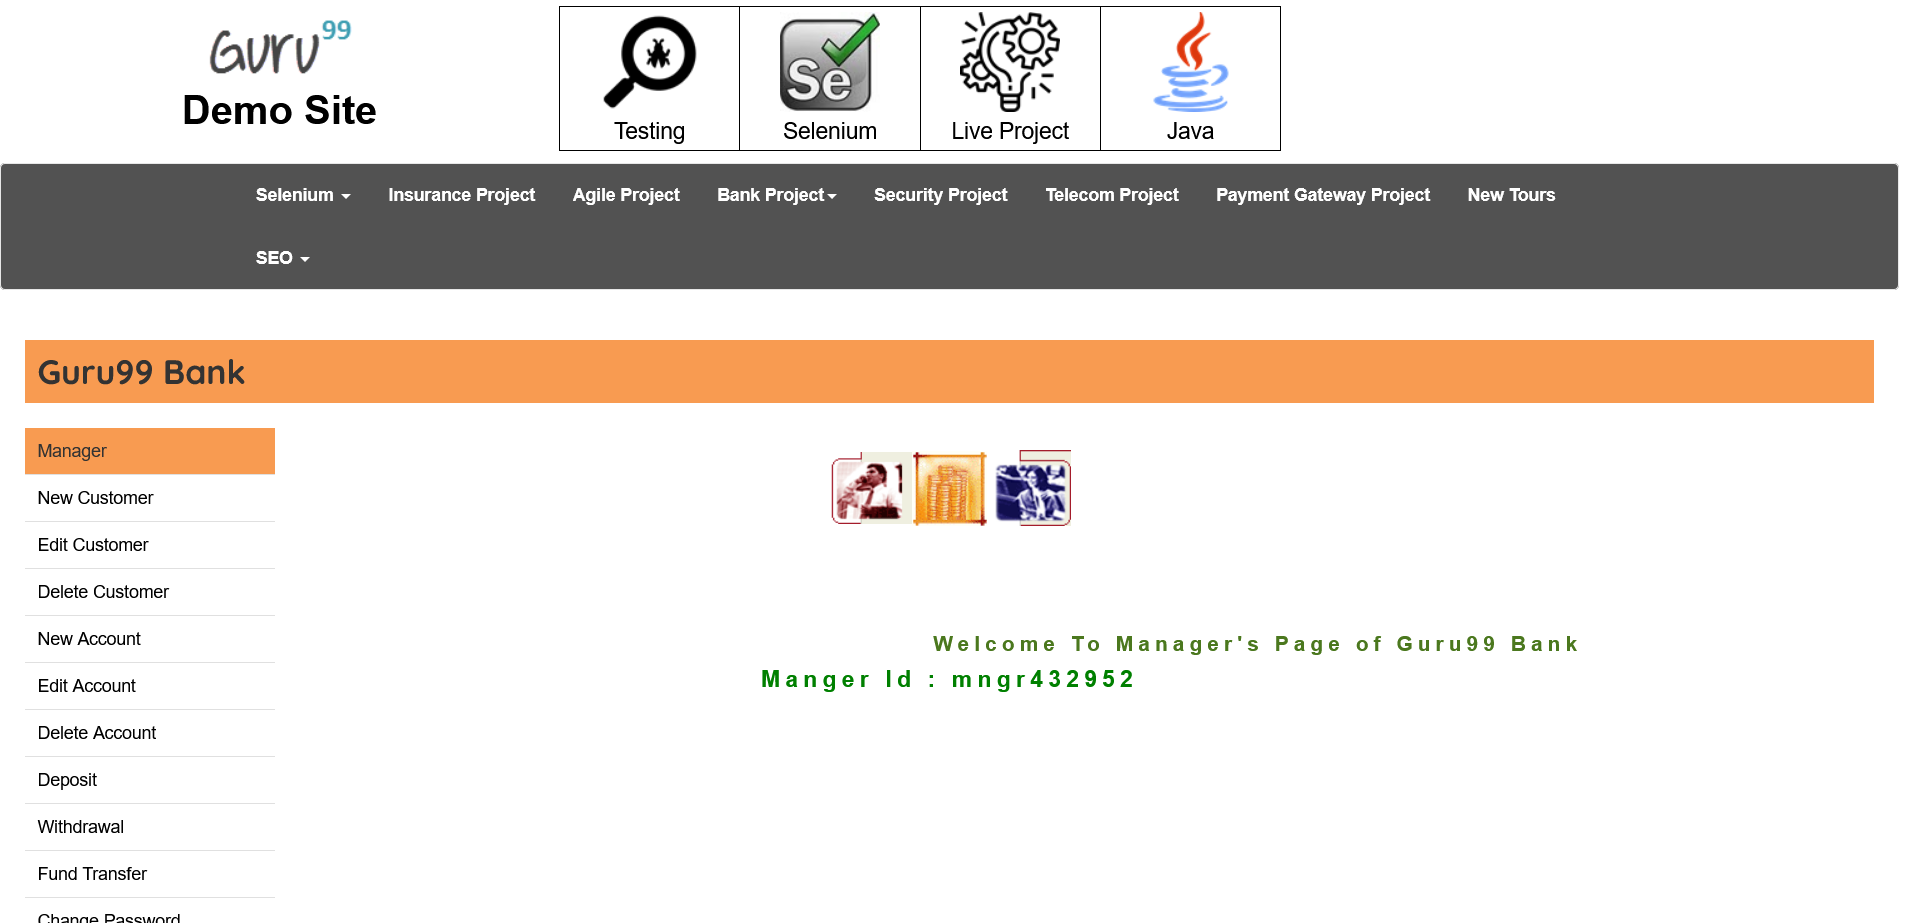 Guru99
Demo Site
Testing
Se
Selenium
Live Project
Java
Selenium
Insurance Project
Agile Project
Bank Project
Security Project
Telecom Project
Payment Gateway Project
New Tours
SEO
Guru99 Bank
Manager
New Customer
Edit Customer
Delete Customer
New Account
Edit Account
Delete Account
Deposit
Withdrawal
Fund Transfer
Change Password
Welcome To Manager's Page of Guru99 Bank
Manger Id : mngr432952